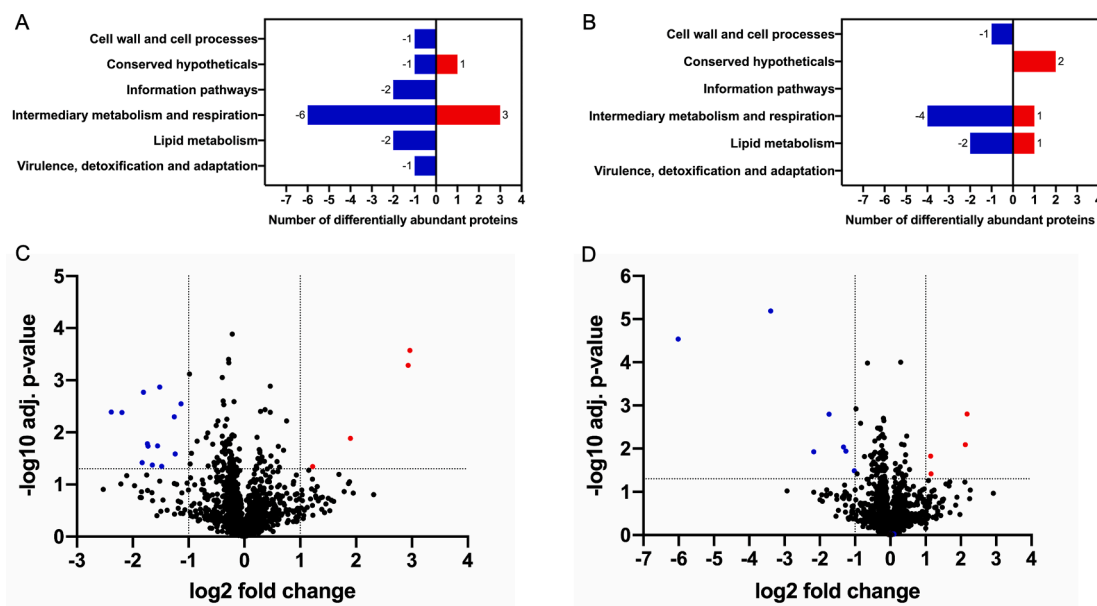 A
Cell wall and cell processes
-1
Conserved hypotheticals
-1
1
Information pathways
-2
Intermediary metabolism and respiration
-6
3
Lipid metabolism
-2
Virulence, detoxification and adaptation
-1
-7 -6 -5 -4 -3 -2 -1 0 1 2 3 4
Number of differentially abundant proteins
B
Cell wall and cell processes
-1
Conserved hypotheticals
2
Information pathways
Intermediary metabolism and respiration
-4
1
Lipid metabolism
-2
1
Virulence, detoxification and adaptation
-7 -6 -5 -4 -3 -2 -1 0 1 2 3 4
Number of differentially abundant proteins
C
5
4
3
2
1
0
-log10 adj. p-value
-3 -2 -1 0 1 2 3 4
log2 fold change
D
6
5
4
3
2
1
0
-log10 adj. p-value
-7 -6 -5 -4 -3 -2 -1 0 1 2 3 4
log2 fold change